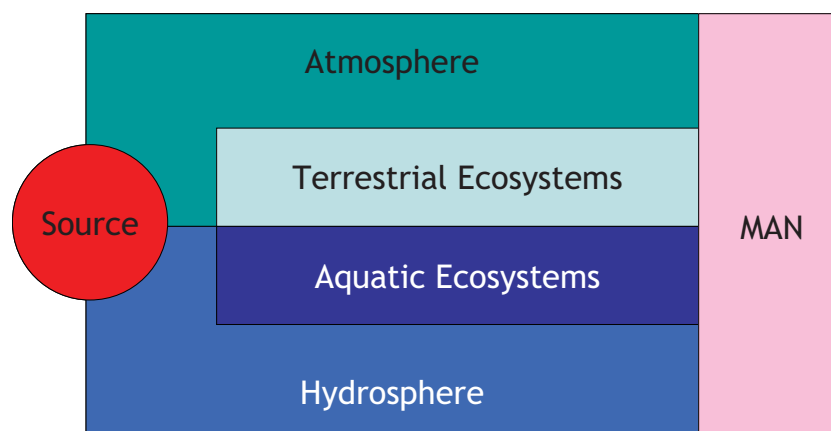 Atmosphere
Terrestrial Ecosystems
Source
MAN
Aquatic Ecosystems
Hydrosphere